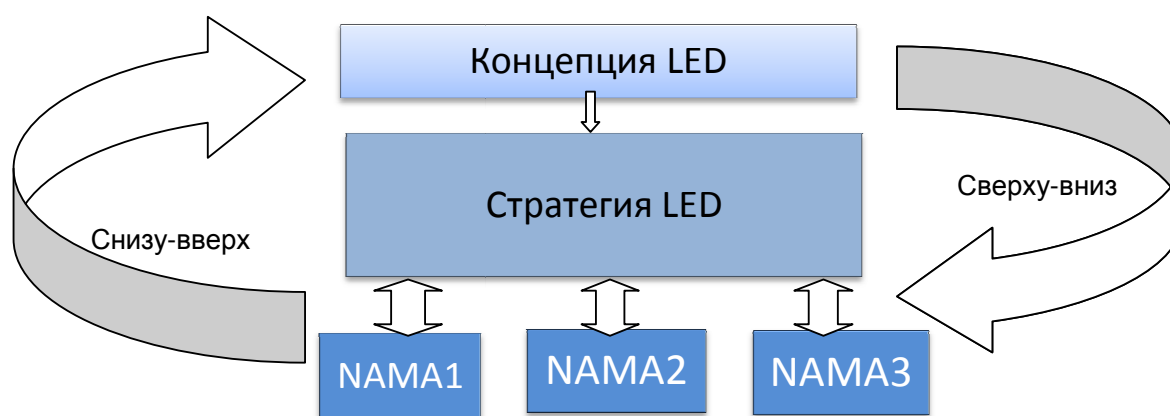 Концепция LED
Стратегия LED
Сверху-вниз
Снизу-вверх
NAMA1
NAMA2
NAMA3